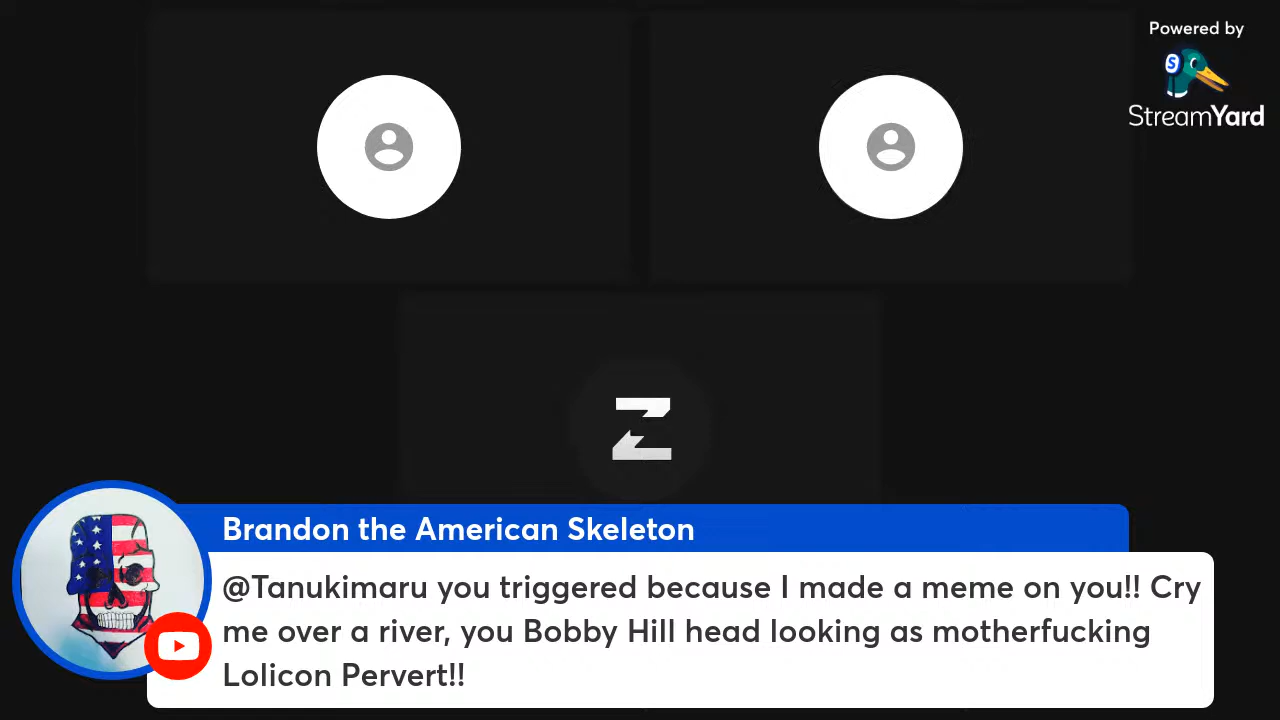 Powered by
StreamYard
Z
Brandon the American Skeleton
@Tanukimaru you triggered because I made a meme on you!! Cry
me over a river, you Bobby Hill head looking as motherfucking
Lolicon Pervert!!